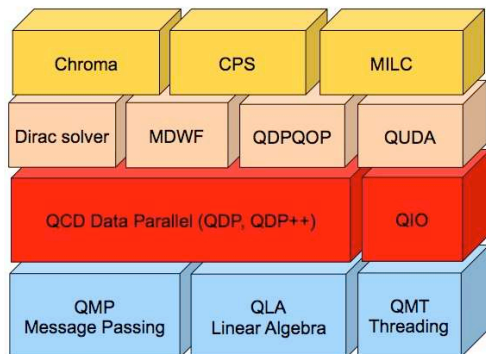 Chroma
CPS
MILC
Dirac solver
MDWF
QDPQOP
QUDA
QCD Data Parallel (QDP, QDP++)
QIO
QMP
Message Passing
QLA
Linear Algebra
QMT
Threading